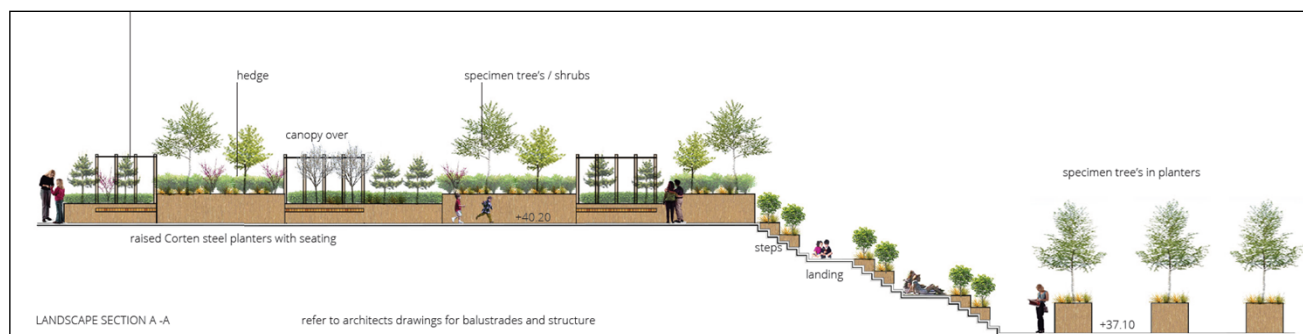 hedge
specimen tree's / shrubs
canopy over
specimen tree's in planters
+40.20
raised Corten steel planters with seating
steps
landing
LANDSCAPE SECTION A -A
refer to architects drawings for balustrades and structure
+37.10